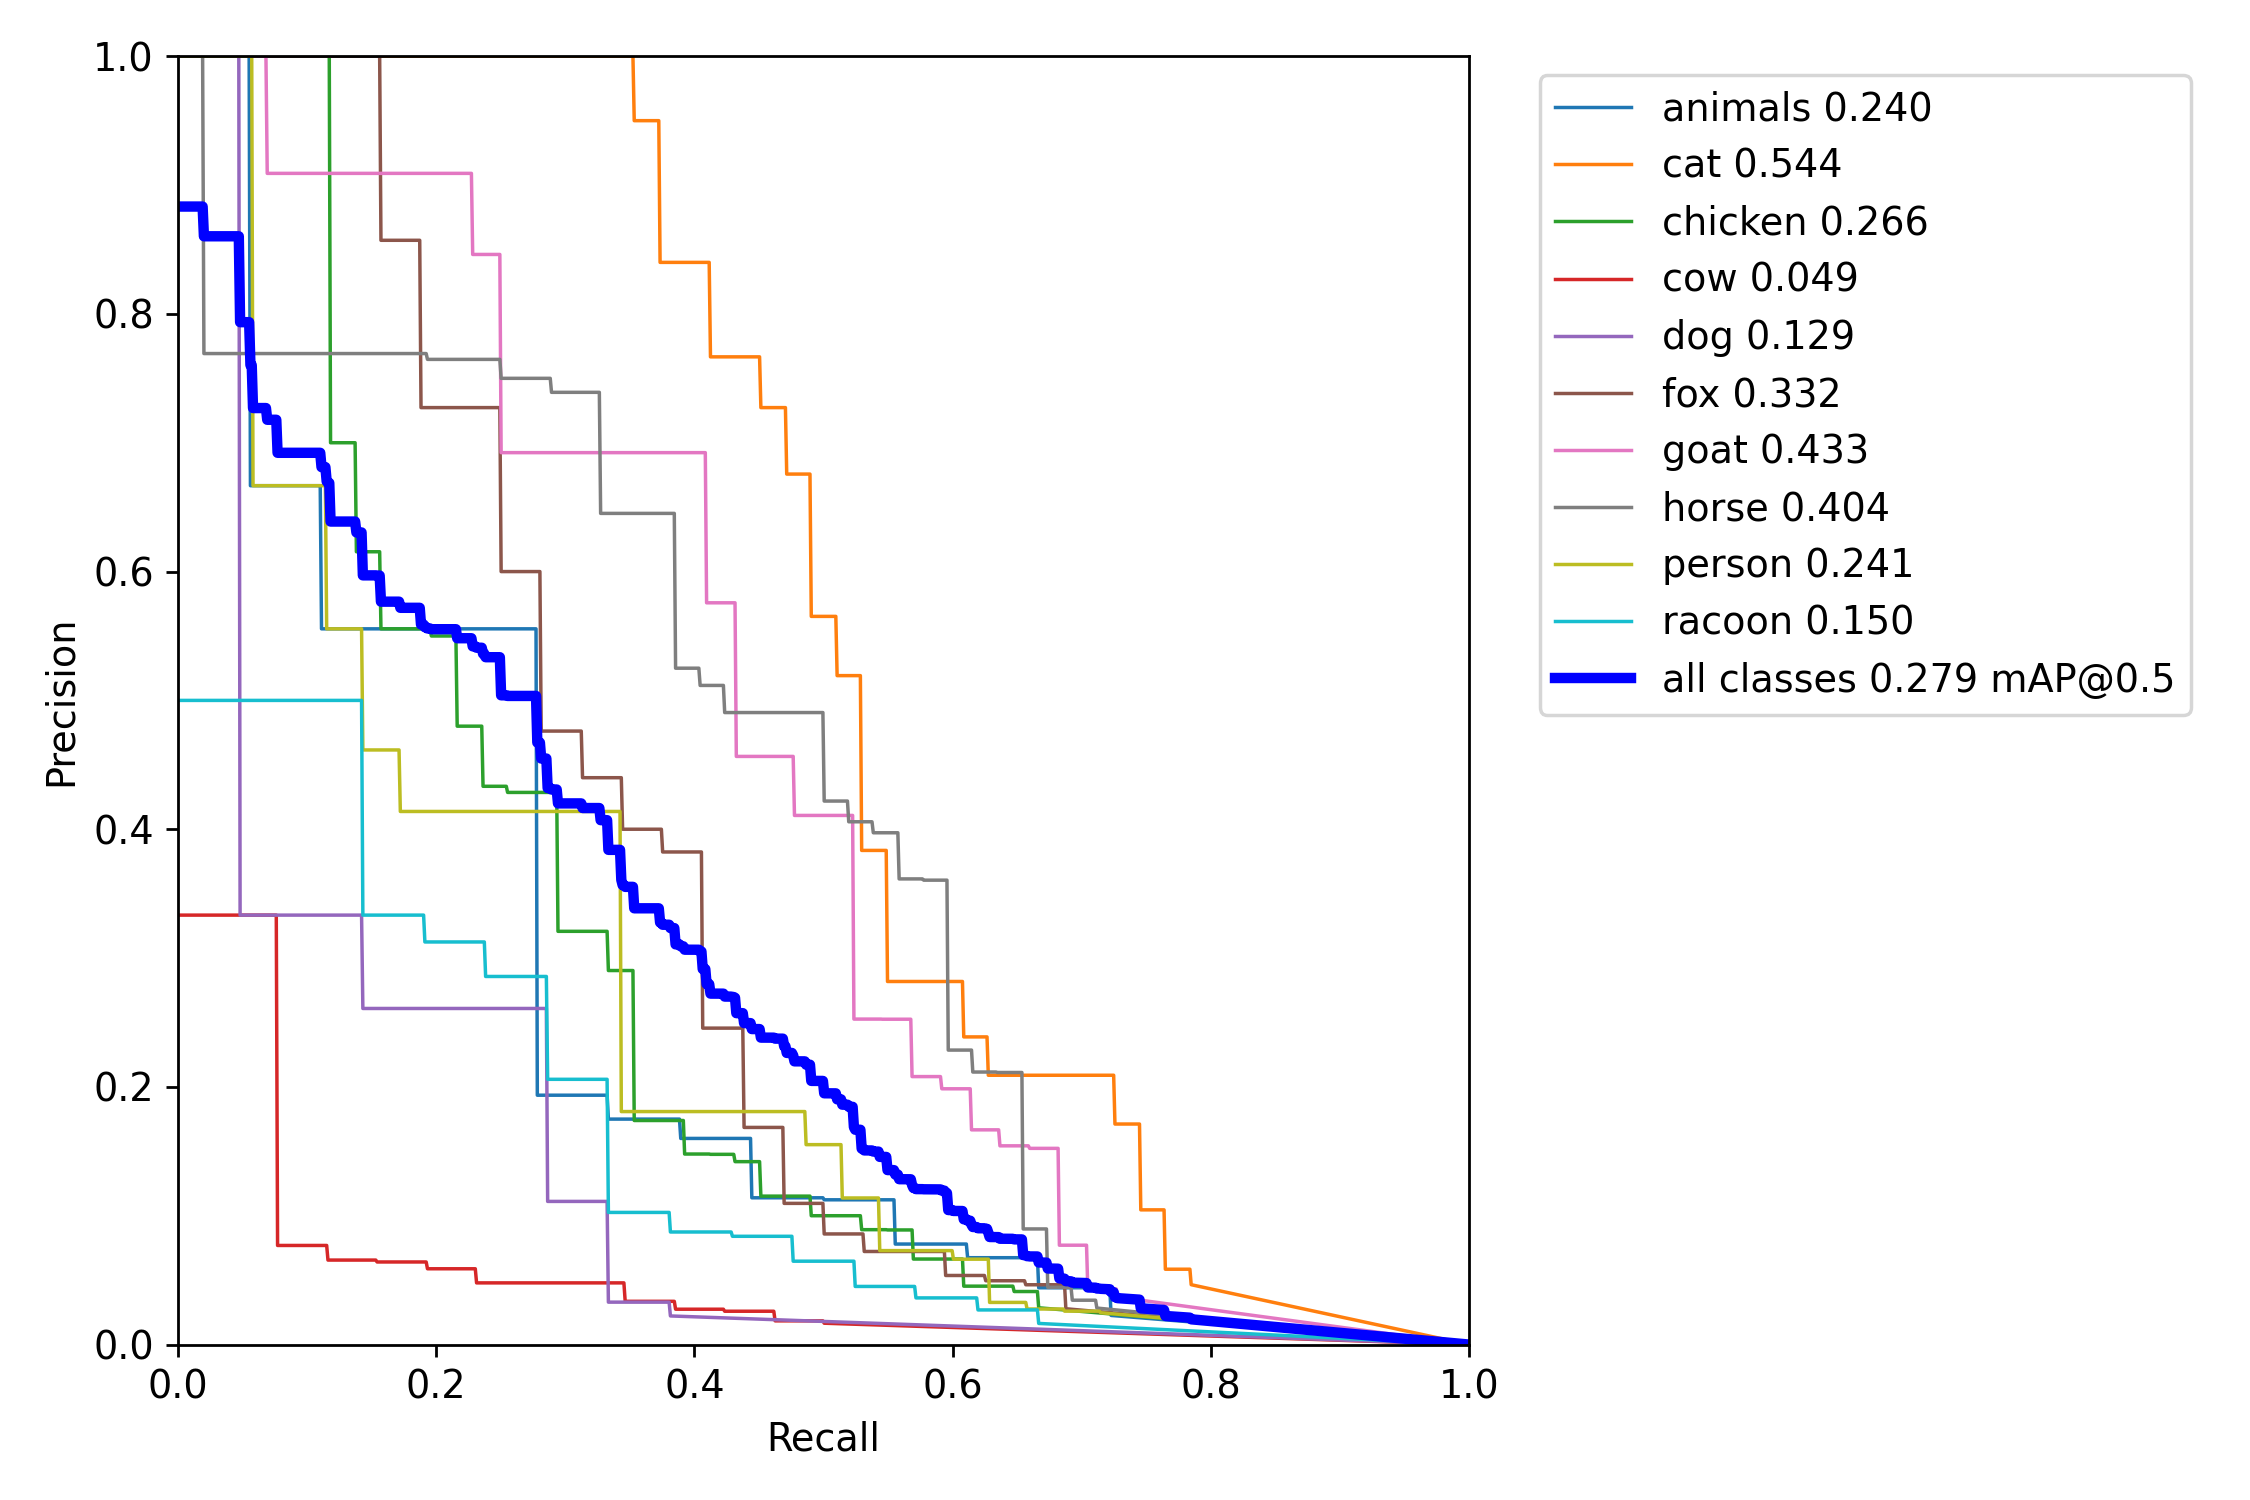 1.0
0.8
0.6
0.4
0.2
0.0
Precision
0.0 0.2 0.4 0.6 0.8 1.0
Recall
animals 0.240
cat 0.544
chicken 0.266
cow 0.049
dog 0.129
fox 0.332
goat 0.433
horse 0.404
person 0.241
racoon 0.150
all classes 0.279 mAP@0.5